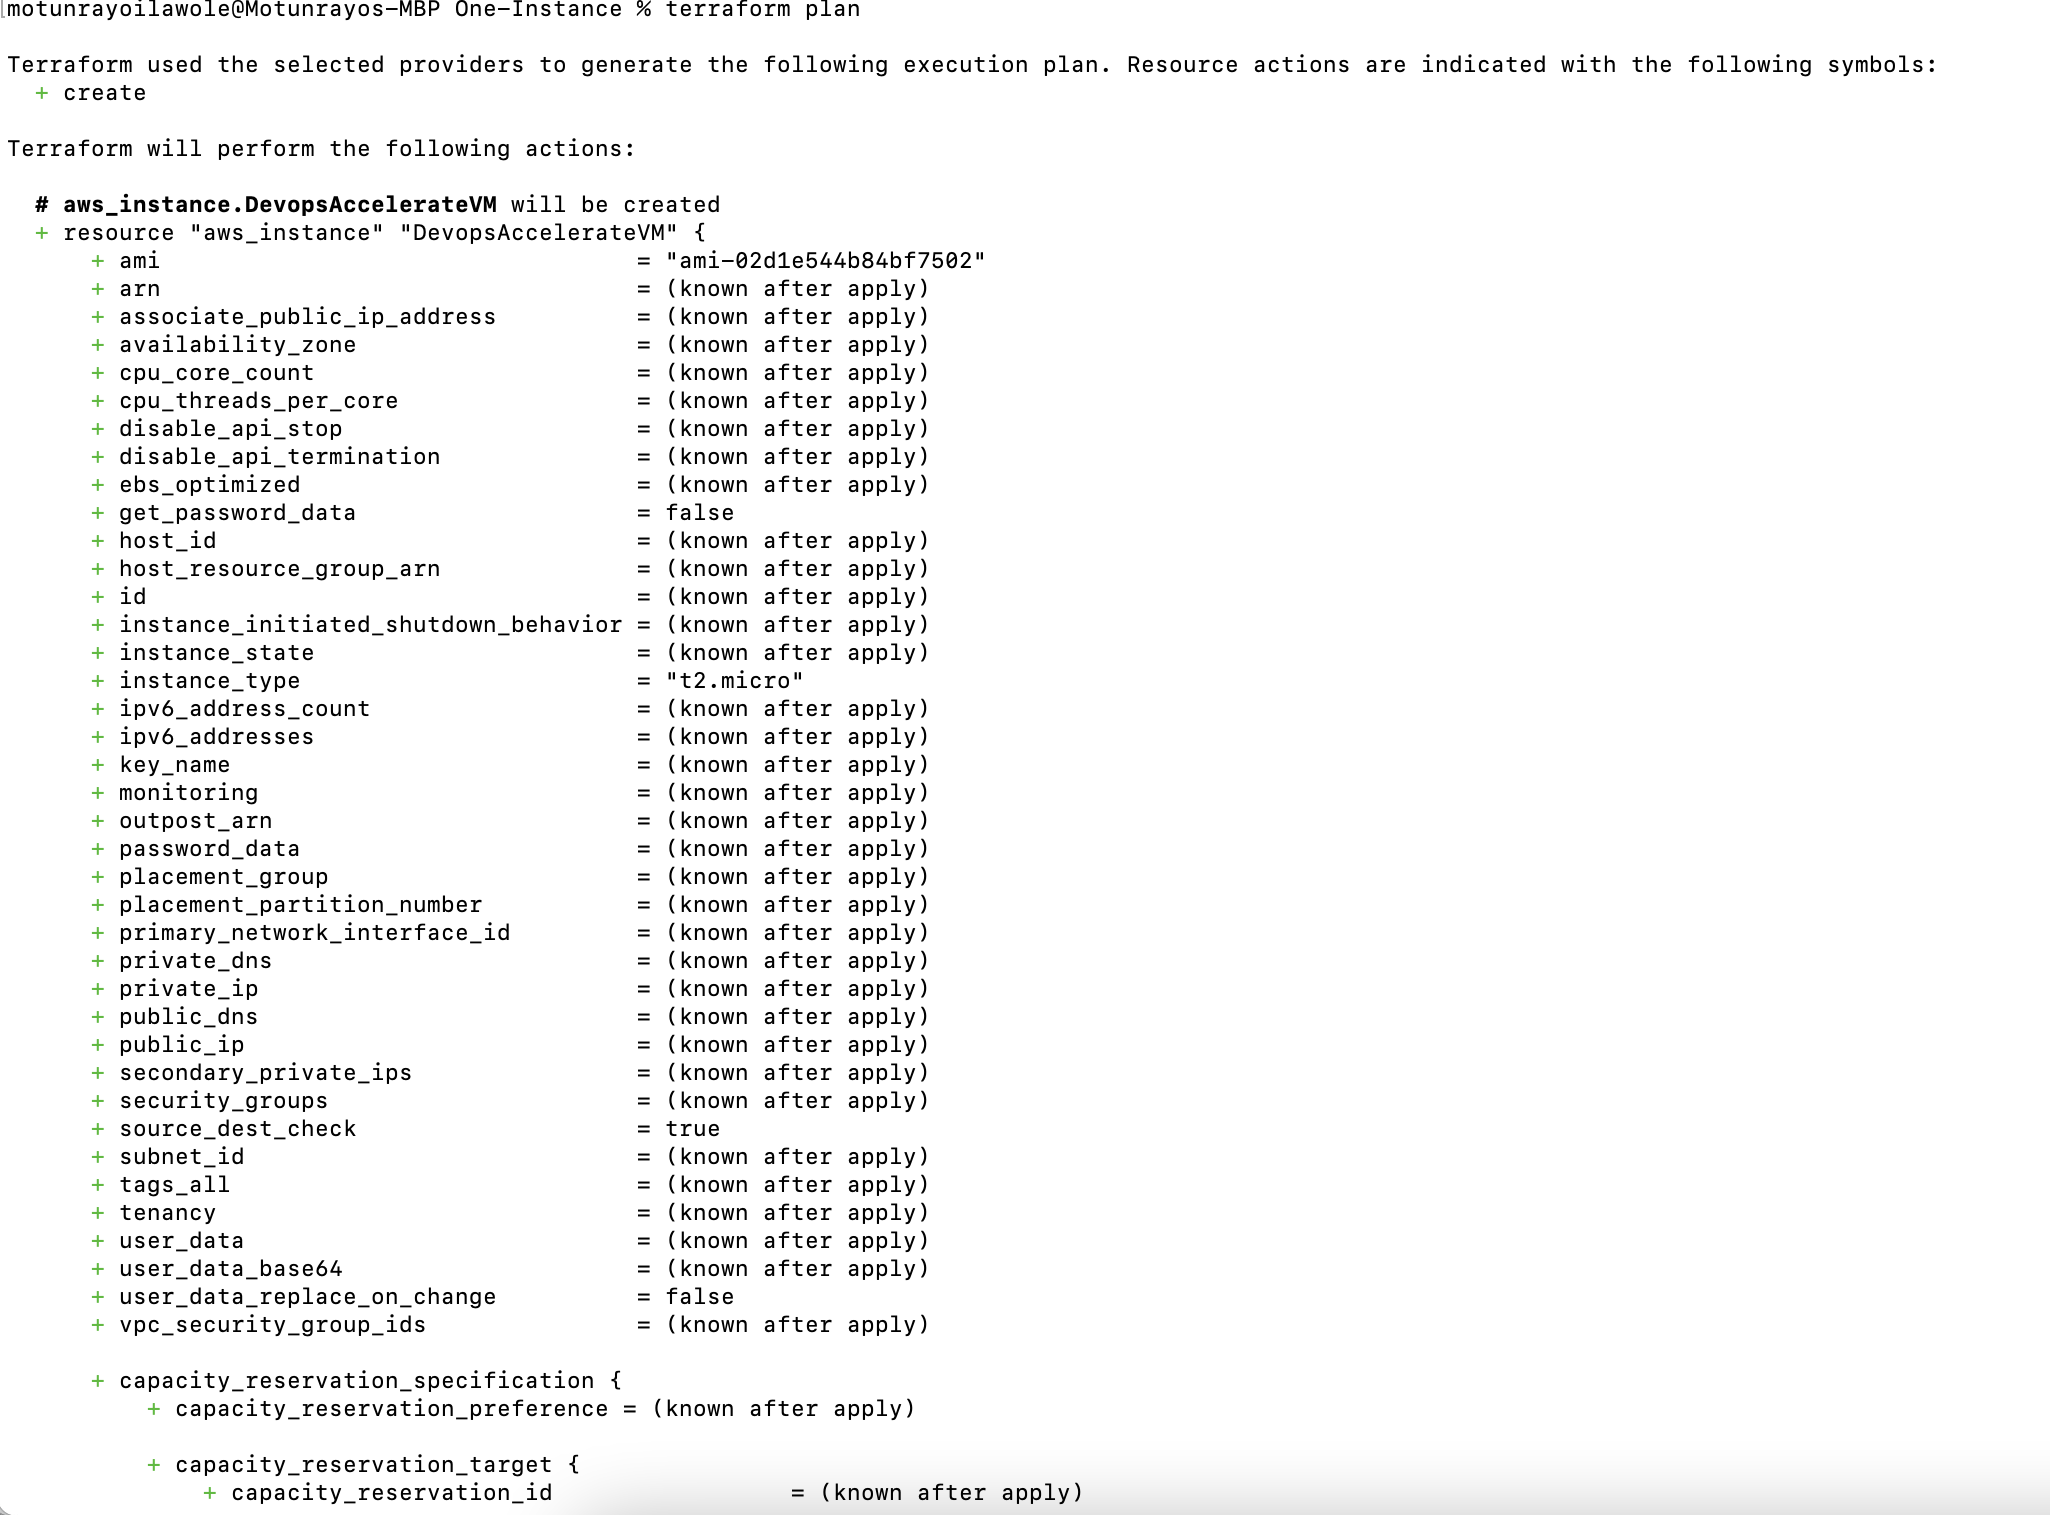 motunrayoilawole@Motunrayos-MBP One-Instance % terraform plan
Terraform used the selected providers to generate the following execution plan. Resource actions are indicated with the following symbols:
+ create
Terraform will perform the following actions:
# aws_instance.DevopsAccelerateVM will be created
+ resource "aws_instance" "DevopsAccelerateVM" {
+ ami = "ami-02d1e544b84bf7502"
+ arn = (known after apply)
+ associate_public_ip_address = (known after apply)
+ availability_zone = (known after apply)
+ cpu_core_count = (known after apply)
+ cpu_threads_per_core = (known after apply)
+ disable_api_stop = (known after apply)
+ disable_api_termination = (known after apply)
+ ebs_optimized = (known after apply)
+ get_password_data = false
+ host_id = (known after apply)
+ host_resource_group_arn = (known after apply)
+ id = (known after apply)
+ instance_initiated_shutdown_behavior = (known after apply)
+ instance_state = (known after apply)
+ instance_type = "t2.micro"
+ ipv6_address_count = (known after apply)
+ ipv6_addresses = (known after apply)
+ key_name = (known after apply)
+ monitoring = (known after apply)
+ outpost_arn = (known after apply)
+ password_data = (known after apply)
+ placement_group = (known after apply)
+ placement_partition_number = (known after apply)
+ primary_network_interface_id = (known after apply)
+ private_dns = (known after apply)
+ private_ip = (known after apply)
+ public_dns = (known after apply)
+ public_ip = (known after apply)
+ secondary_private_ips = (known after apply)
+ security_groups = (known after apply)
+ source_dest_check = true
+ subnet_id = (known after apply)
+ tags_all = (known after apply)
+ tenancy = (known after apply)
+ user_data = (known after apply)
+ user_data_base64 = (known after apply)
+ user_data_replace_on_change = false
+ vpc_security_group_ids = (known after apply)
+ capacity_reservation_specification {
+ capacity_reservation_preference = (known after apply)
+ capacity_reservation_target {
+ capacity_reservation_id = (known after apply)